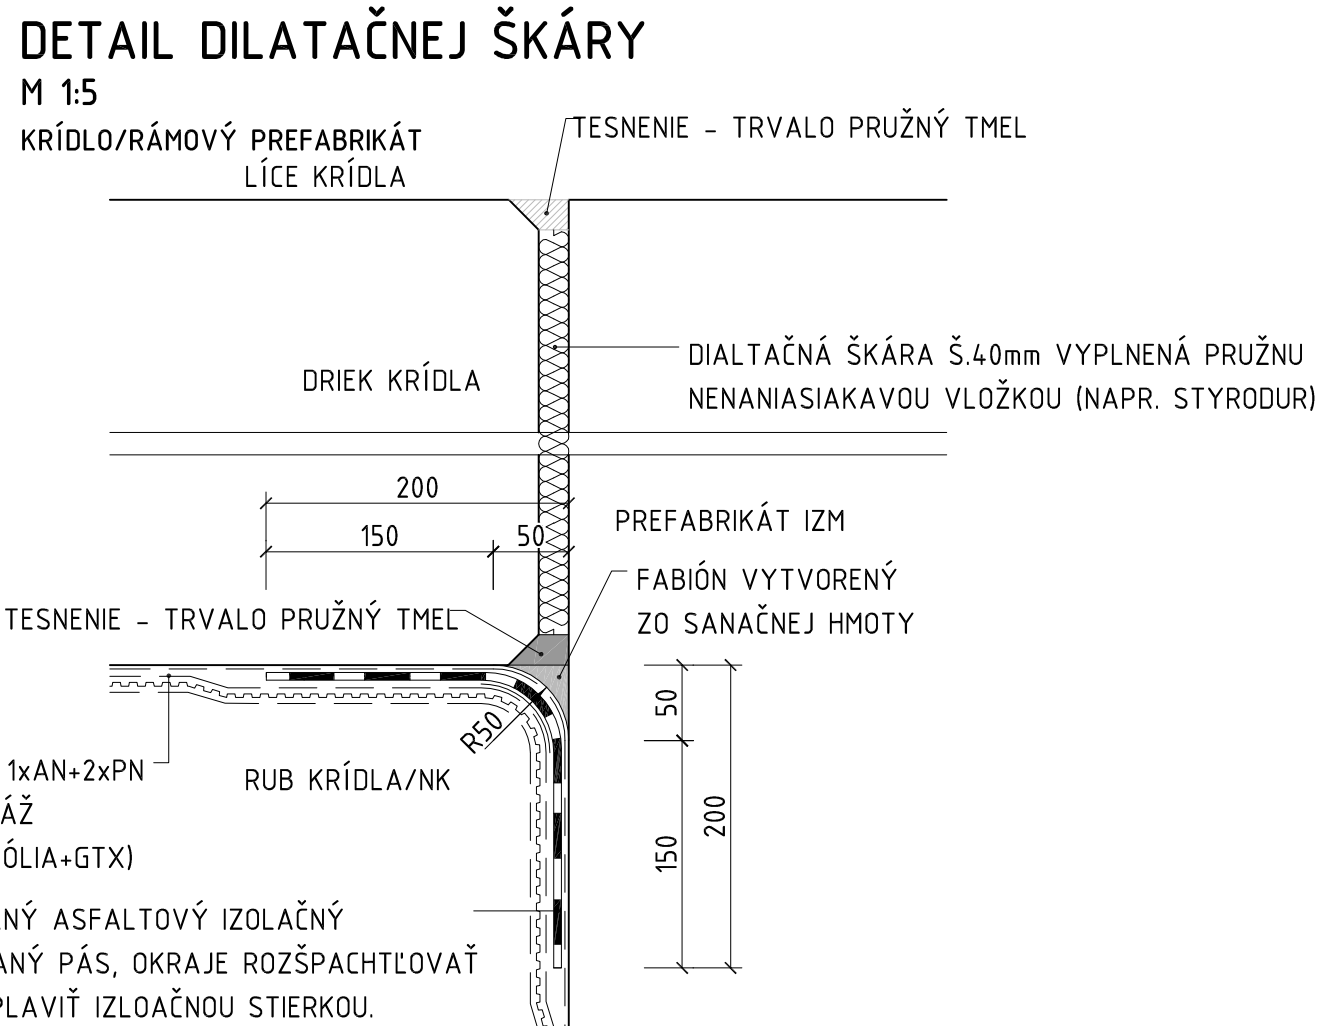 DETAIL DILATAČNEJ ŠKÁRY
M 1:5
KRÍDLO/RÁMOVÝ PREFABRIKÁT
LÍCE KRÍDLA
TESNENIE - TRVALO PRUŽNÝ TMEL
DIALTAČNÁ ŠKÁRA Š.40mm VYPLNENÁ PRUŽNU
NENANIASIAKAVOU VLOŽKOU (NAPR. STYRODUR)
DRIEK KRÍDLA
200
150
50
PREFABRIKÁT IZM
FABIÓN VYTVORENÝ
ZO SANAČNEJ HMOTY
TESNENIE - TRVALO PRUŽNÝ TMEL
R50
50
150
200
1xAN+2xPN
ÁŽ
ÓLIA+GTX)
RUB KRÍDLA/NK
NÝ ASFALTOVÝ IZOLAČNÝ
ANÝ PÁS, OKRAJE ROZŠPACHTĽOVAŤ
PLAVIŤ IZLOAČNOU STIERKOU.